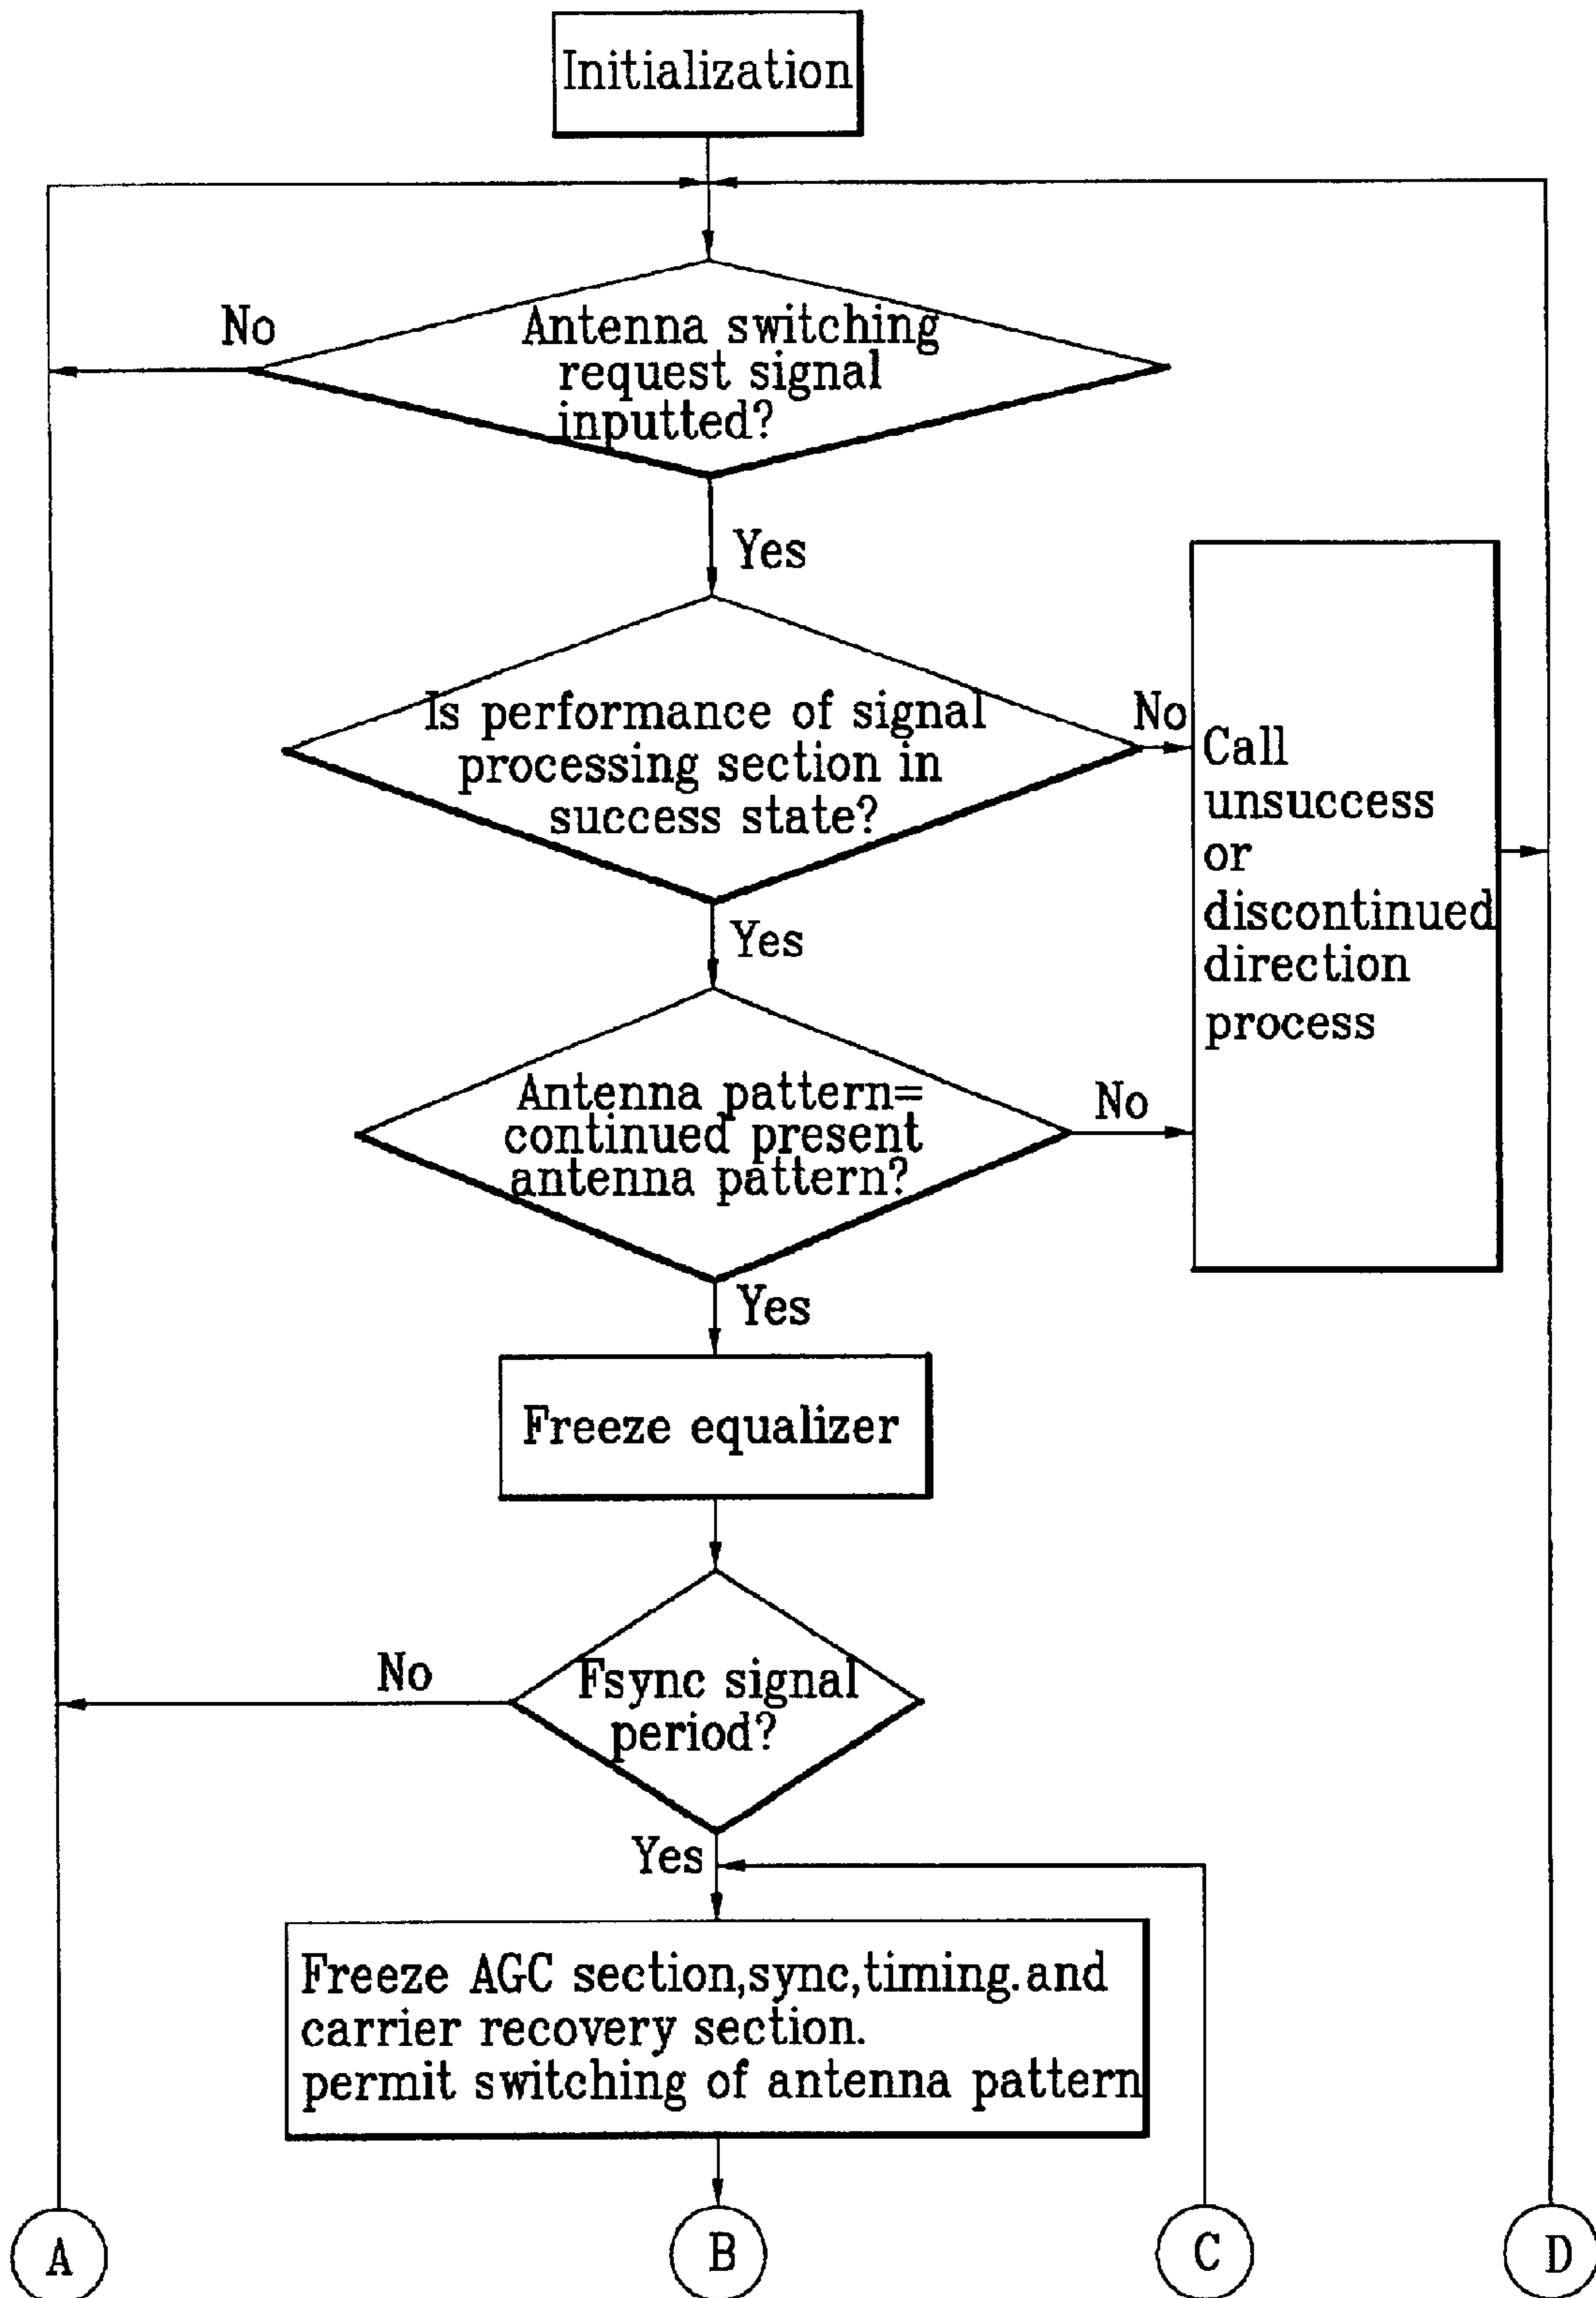 Initialization
No
Antenna switching
request signal
inputted?
Yes
Is performance of signal
processing section in
success state?
No
Call
unsuccess
or
discontinued
direction
process
Yes
Antenna pattern=
continued present
antenna pattern?
No
Yes
Freeze equalizer
No
Fsync signal
period?
Yes
Freeze AGC section,sync,timing.and
carrier recovery section.
permit switching of antenna pattern
A
B
C
D